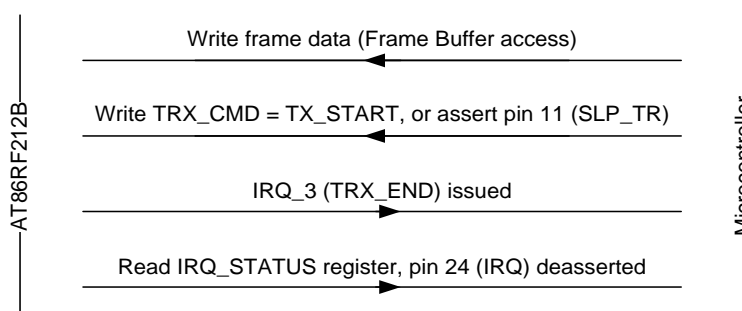 Write frame data (Frame Buffer access)
Write TRX_CMD = TX_START, or assert pin 11 (SLP_TR)
IRQ_3 (TRX_END) issued
Read IRQ_STATUS register, pin 24 (IRQ) deasserted
AT86RF212B
Microcontroller